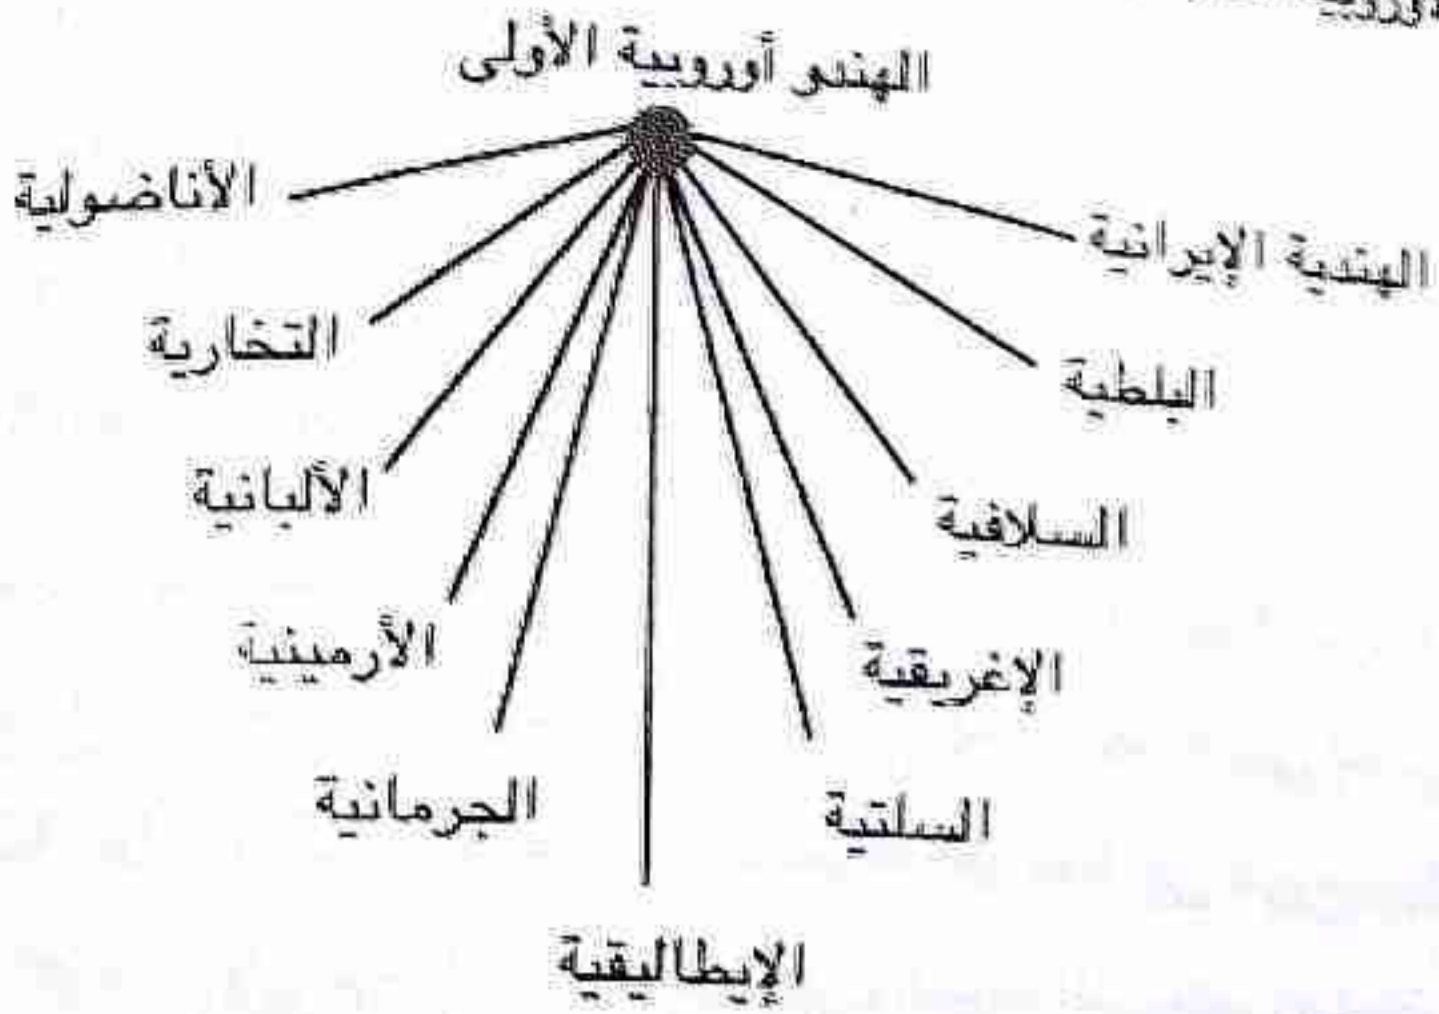 الهندو أوروبية الأولى
الأناضولية
الهندية الإيرانية
التخارية
البلطية
الألبانية
السلافية
الأرمينية
الإغريقية
الجرمانية
السلتية
الإيطاليقية